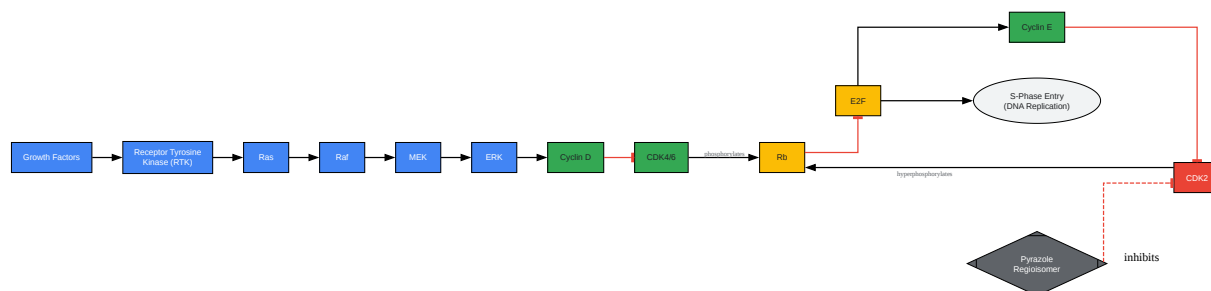 Growth Factors
Receptor Tyrosine
Kinase (RTK)
Ras
Raf
MEK
ERK
Cyclin D
CDK4/6
phosphorylates
Rb
E2F
Cyclin E
S-Phase Entry
(DNA Replication)
hyperphosphorylates
CDK2
Pyrazole
Regioisomer
inhibits